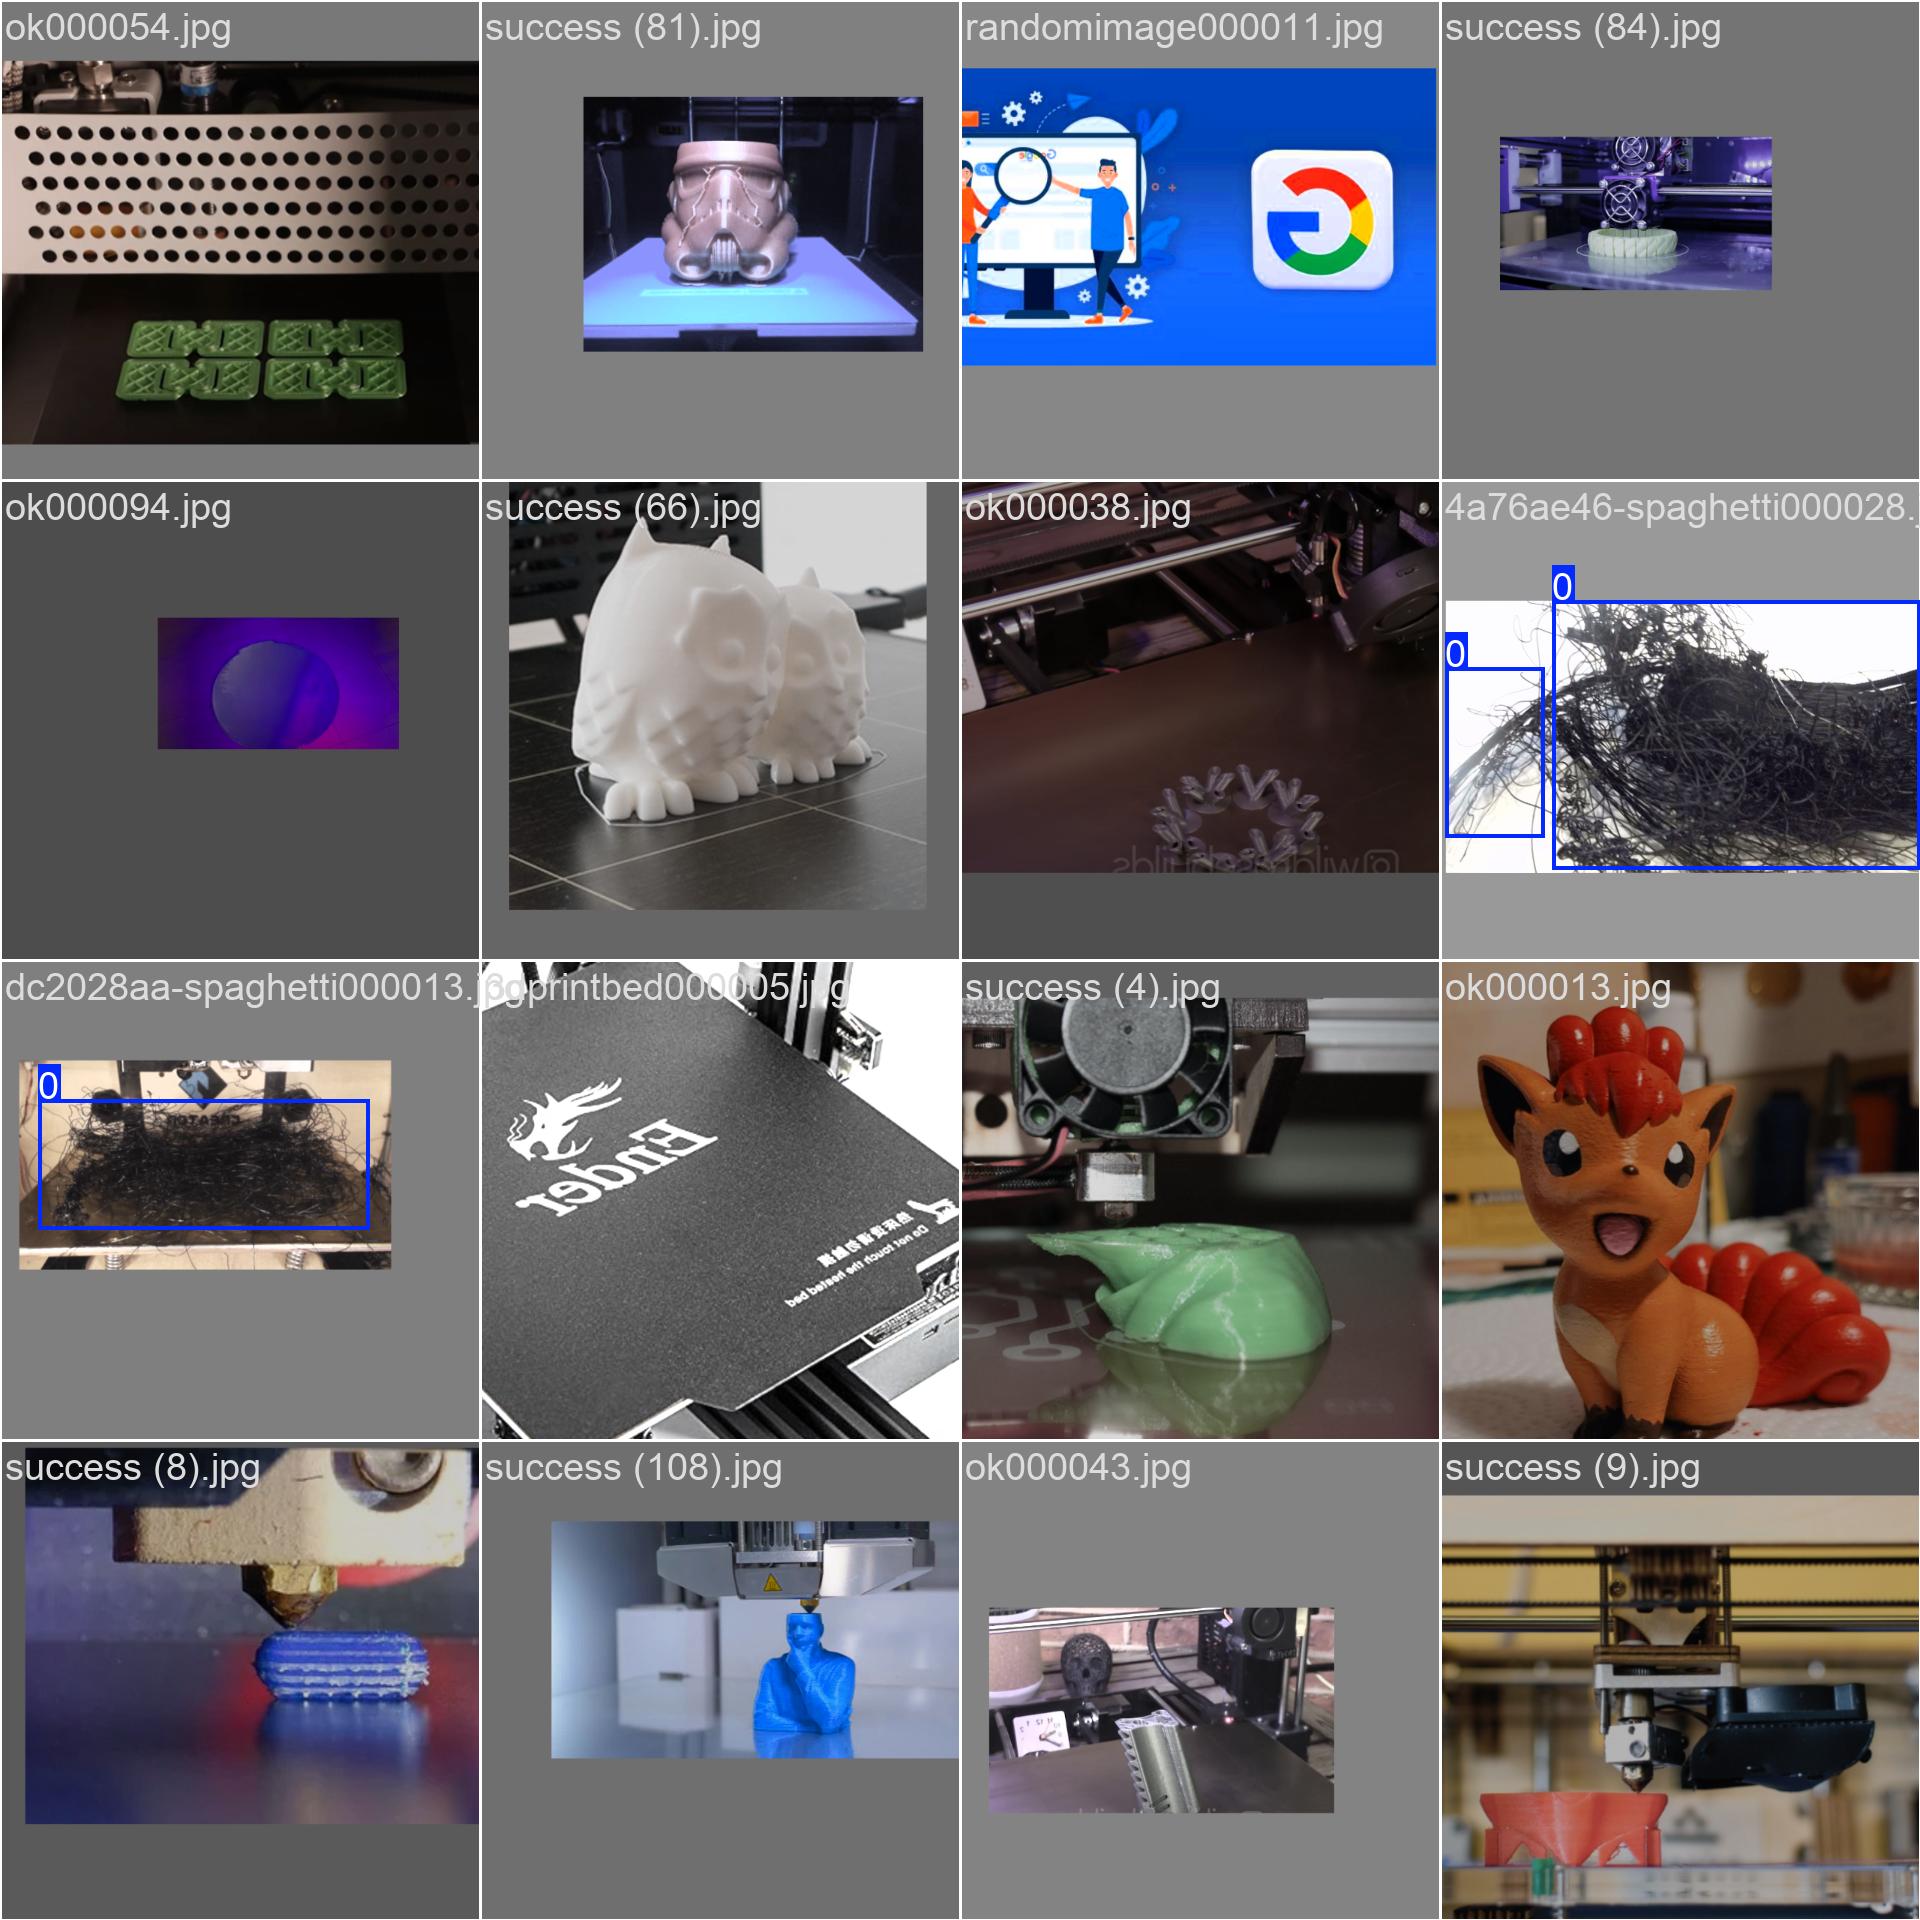 ok000054.jpg
success (81).jpg
randomimage000011.jpg
success (84).jpg
ok000094.jpg
success (66).jpg
ok000038.jpg
4a76ae46-spaghetti000028.
0
0
dc2028aa-spaghetti000013.j
3dprintbed000005.jpg
success (4).jpg
ok000013.jpg
0
Ender
Do not touch the heated bed
success (8).jpg
success (108).jpg
ok000043.jpg
success (9).jpg